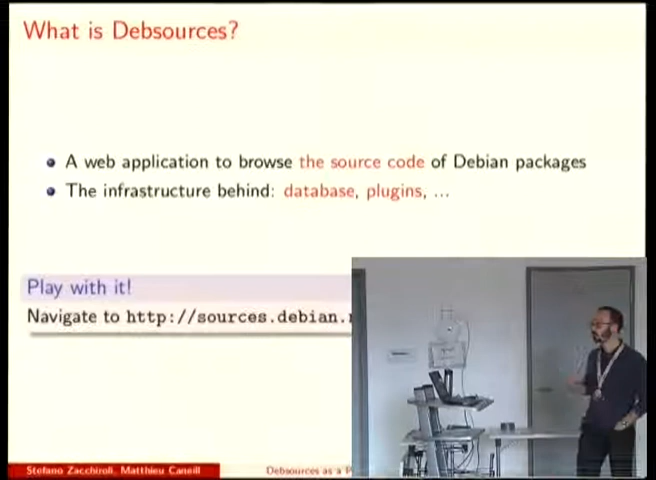 What is Debsources?
A web application to browse the source code of Debian packages
The infrastructure behind: database, plugins, ...
Play with it!
Navigate to http://sources.debian.
Stefano Zacchiroli, Matthieu Caneill
Debsources as a P